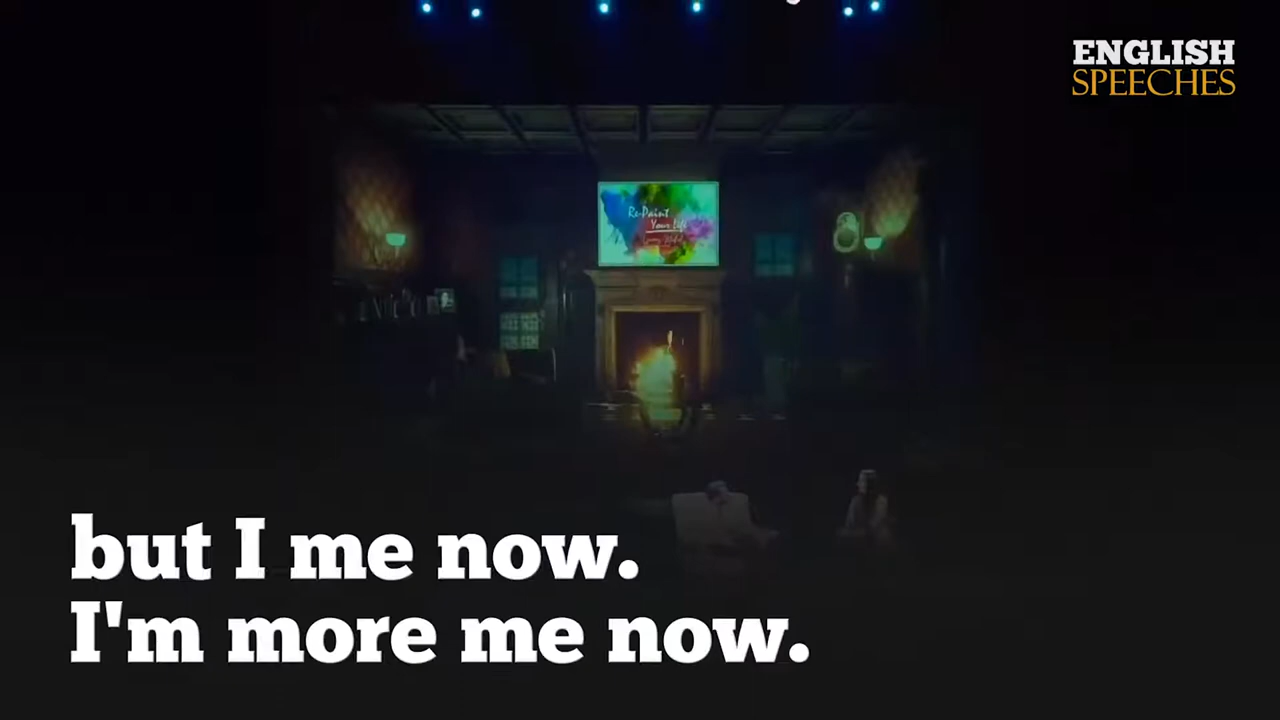 ENGLISH
SPEECHES
Re-Paint
Your Life
but I me now.
I'm more me now.